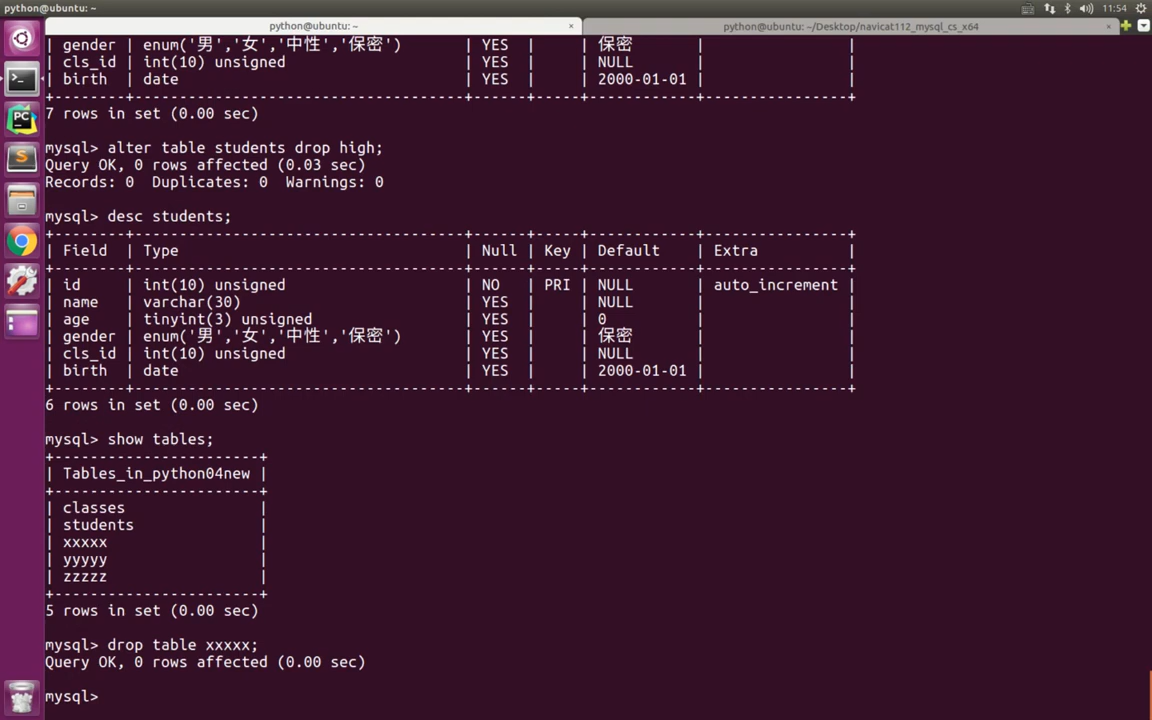 python@ubuntu: ~
11:54
python@ubuntu: ~ ×
python@ubuntu: ~/Desktop/navicat112_mysql_cs_x64 ×
| gender | enum('男','女','中性','保密') | YES | | 保密 | |
| cls_id | int(10) unsigned | YES | | NULL | |
| birth | date | YES | | 2000-01-01 | |
+--------+-------------------------------------+------+-----+------------+----------------+
7 rows in set (0.00 sec)
mysql> alter table students drop high;
Query OK, 0 rows affected (0.03 sec)
Records: 0 Duplicates: 0 Warnings: 0
mysql> desc students;
+--------+-------------------------------------+------+-----+------------+----------------+
| Field | Type | Null | Key | Default | Extra |
+--------+-------------------------------------+------+-----+------------+----------------+
| id | int(10) unsigned | NO | PRI | NULL | auto_increment |
| name | varchar(30) | YES | | NULL | |
| age | tinyint(3) unsigned | YES | | 0 | |
| gender | enum('男','女','中性','保密') | YES | | 保密 | |
| cls_id | int(10) unsigned | YES | | NULL | |
| birth | date | YES | | 2000-01-01 | |
+--------+-------------------------------------+------+-----+------------+----------------+
6 rows in set (0.00 sec)
mysql> show tables;
+-----------------------+
| Tables_in_python04new |
+-----------------------+
| classes |
| students |
| xxxxx |
| yyyyy |
| zzzzz |
+-----------------------+
5 rows in set (0.00 sec)
mysql> drop table xxxxx;
Query OK, 0 rows affected (0.00 sec)
mysql>
PC
S